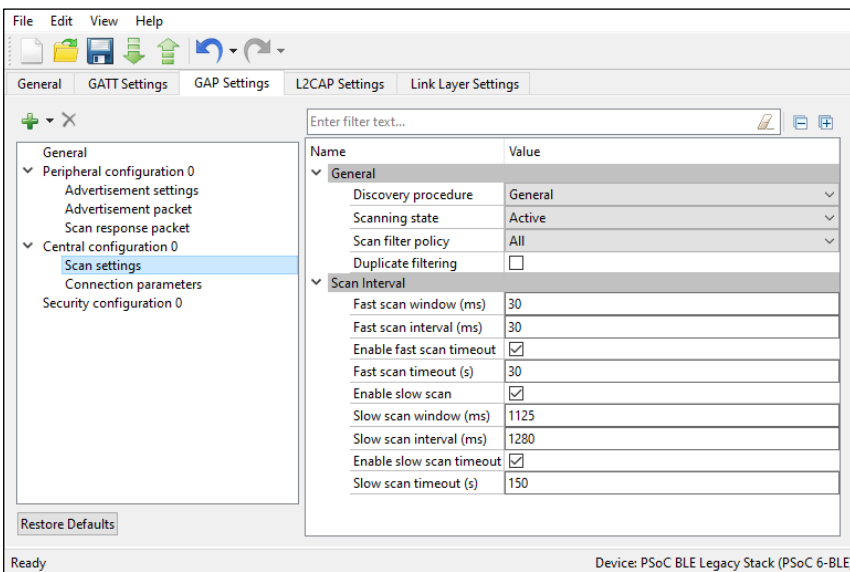 File Edit View Help
General GATT Settings GAP Settings L2CAP Settings Link Layer Settings
Enter filter text...
General
Peripheral configuration 0
Advertisement settings
Advertisement packet
Scan response packet
Central configuration 0
Scan settings
Connection parameters
Security configuration 0
Restore Defaults
Name Value
General
Discovery procedure General
Scanning state Active
Scan filter policy All
Duplicate filtering
Scan Interval
Fast scan window (ms) 30
Fast scan interval (ms) 30
Enable fast scan timeout
Fast scan timeout (s) 30
Enable slow scan
Slow scan window (ms) 1125
Slow scan interval (ms) 1280
Enable slow scan timeout
Slow scan timeout (s) 150
Ready Device: PSoC BLE Legacy Stack (PSoC 6-BLE